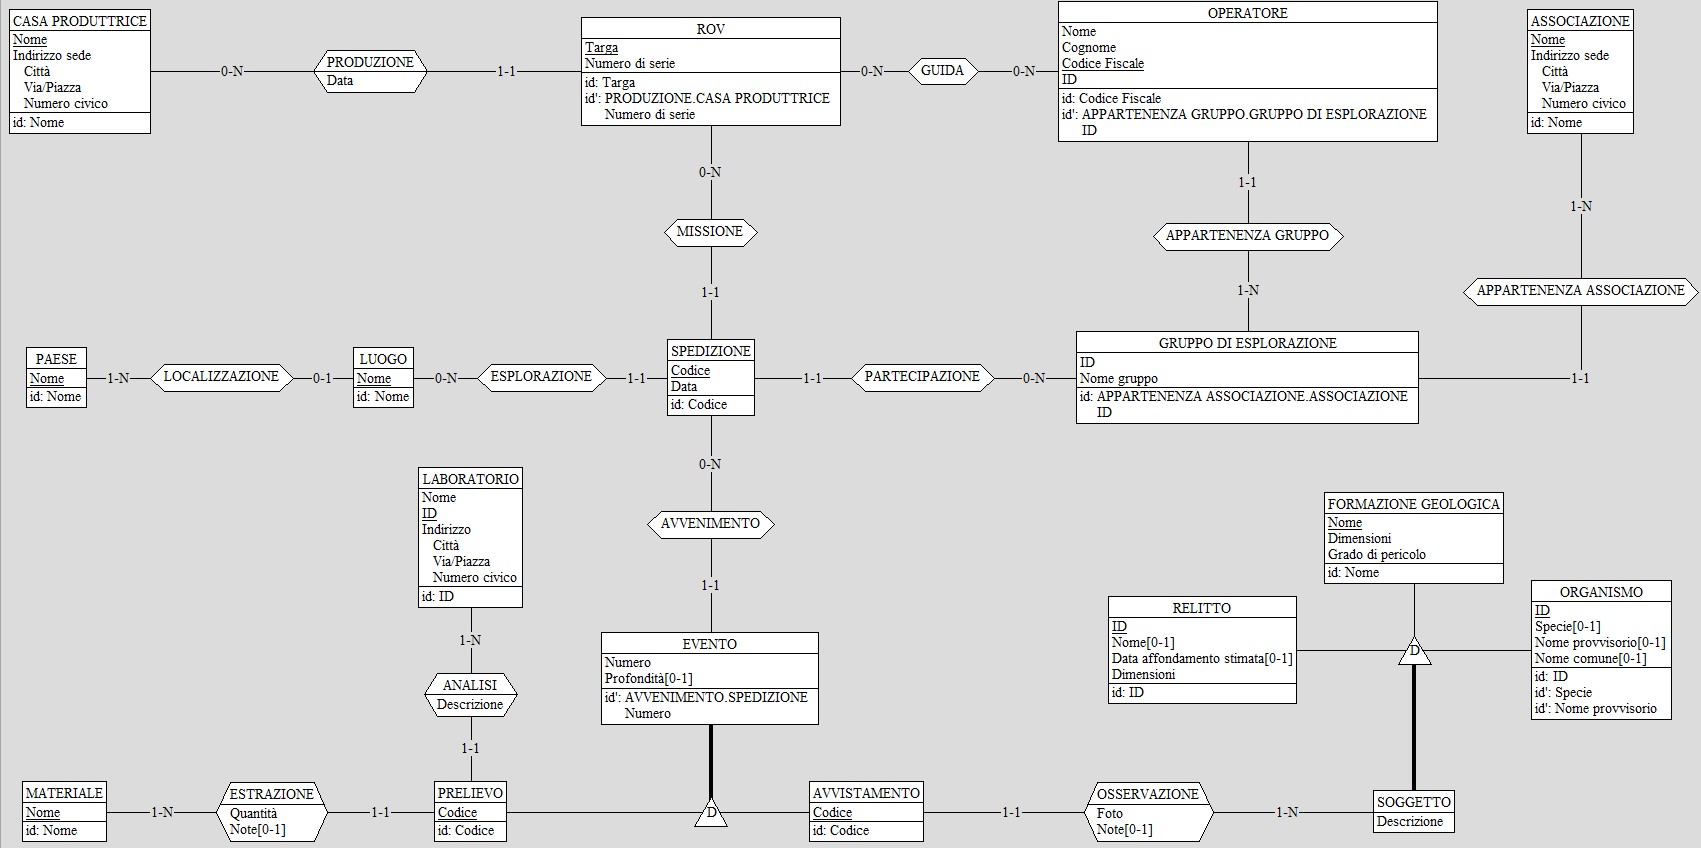 CASA PRODUTTRICE
Nome
Indirizzo sede
Città
Via/Piazza
Numero civico
id: Nome
0-N
PRODUZIONE
Data
1-1
ROV
Targa
Numero di serie
id: Targa
id': PRODUZIONE.CASA PRODUTTRICE
Numero di serie
0-N
GUIDA
0-N
OPERATORE
Nome
Cognome
Codice Fiscale
ID
id: Codice Fiscale
id': APPARTENENZA GRUPPO.GRUPPO DI ESPLORAZIONE
ID
ASSOCIAZIONE
Nome
Indirizzo sede
Città
Via/Piazza
Numero civico
id: Nome
0-N
MISSIONE
1-1
1-1
APPARTENENZA GRUPPO
1-N
1-N
APPARTENENZA ASSOCIAZIONE
1-1
PAESE
Nome
id: Nome
1-N
LOCALIZZAZIONE
0-1
LUOGO
Nome
id: Nome
0-N
ESPLORAZIONE
1-1
SPEDIZIONE
Codice
Data
id: Codice
1-1
PARTECIPAZIONE
0-N
GRUPPO DI ESPLORAZIONE
ID
Nome gruppo
id: APPARTENENZA ASSOCIAZIONE.ASSOCIAZIONE
ID
0-N
AVVENIMENTO
1-1
LABORATORIO
Nome
ID
Indirizzo
Città
Via/Piazza
Numero civico
id: ID
1-N
ANALISI
Descrizione
1-1
EVENTO
Numero
Profondità[0-1]
id': AVVENIMENTO.SPEDIZIONE
Numero
FORMAZIONE GEOLOGICA
Nome
Dimensioni
Grado di pericolo
id: Nome
RELITTO
ID
Nome[0-1]
Data affondamento stimata[0-1]
Dimensioni
id: ID
D
ORGANISMO
ID
Specie[0-1]
Nome provvisorio[0-1]
Nome comune[0-1]
id: ID
id': Specie
id': Nome provvisorio
MATERIALE
Nome
id: Nome
1-N
ESTRAZIONE
Quantità
Note[0-1]
1-1
PRELIEVO
Codice
id: Codice
D
AVVISTAMENTO
Codice
id: Codice
1-1
OSSERVAZIONE
Foto
Note[0-1]
1-N
SOGGETTO
Descrizione